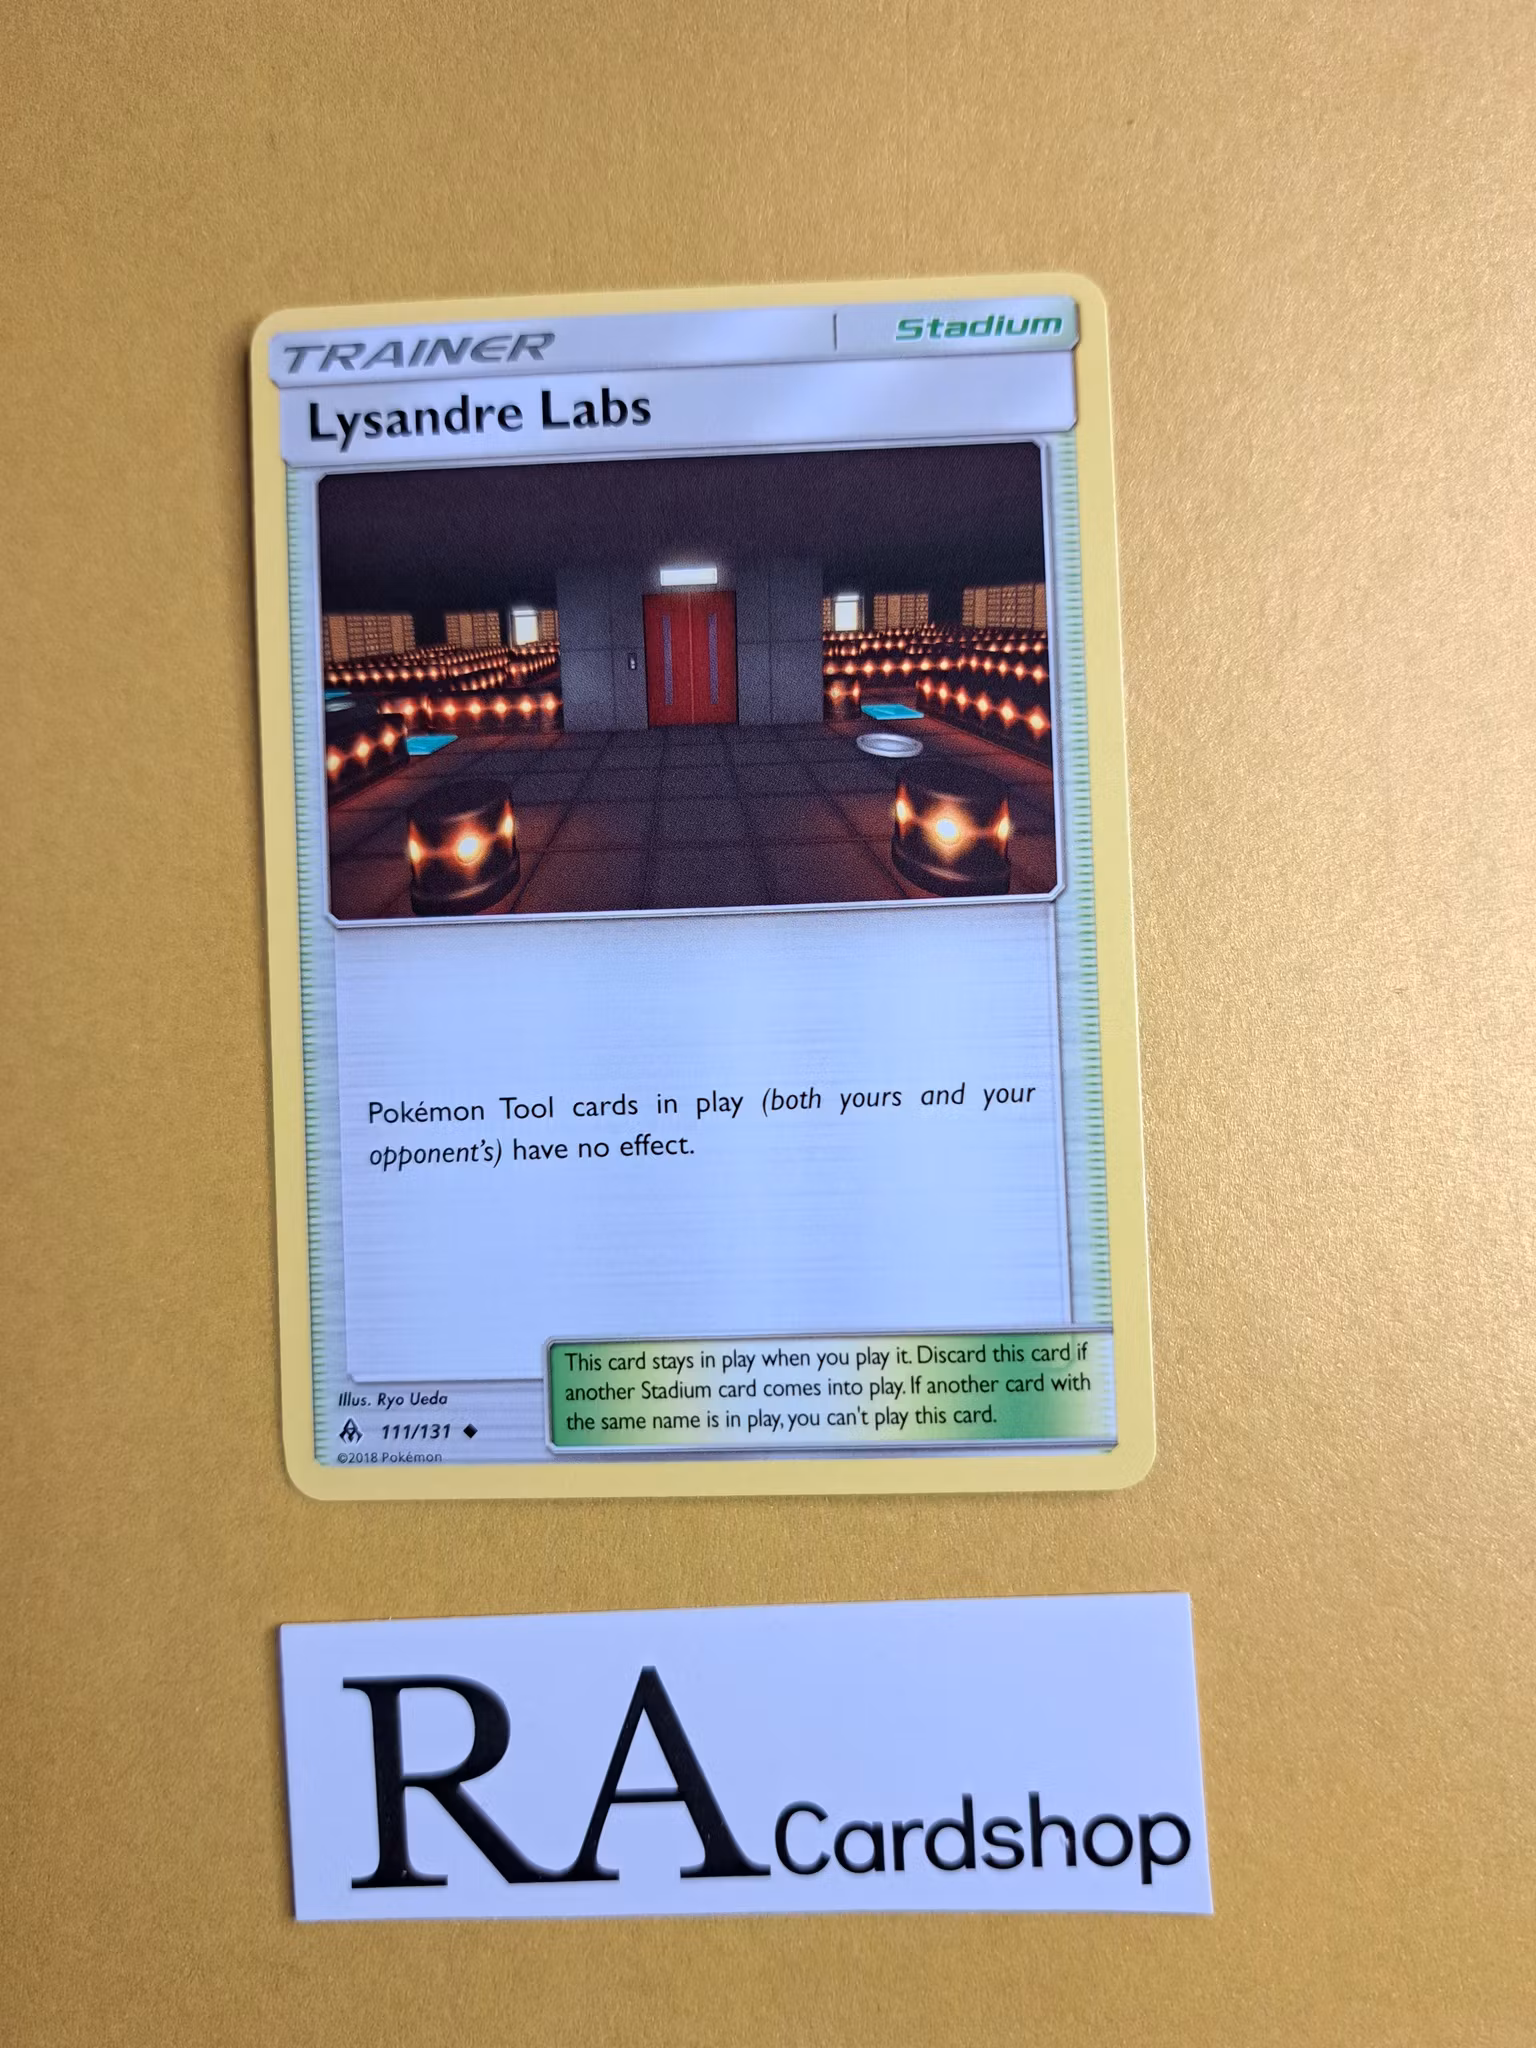 TRAINER
Stadium
Lysandre Labs
Pokémon Tool cards in play (both yours and your
opponent's) have no effect.
This card stays in play when you play it. Discard this card if
another Stadium card comes into play. If another card with
the same name is in play, you can't play this card.
Illus. Ryo Ueda
111/131
©2018 Pokémon
RA Cardshop